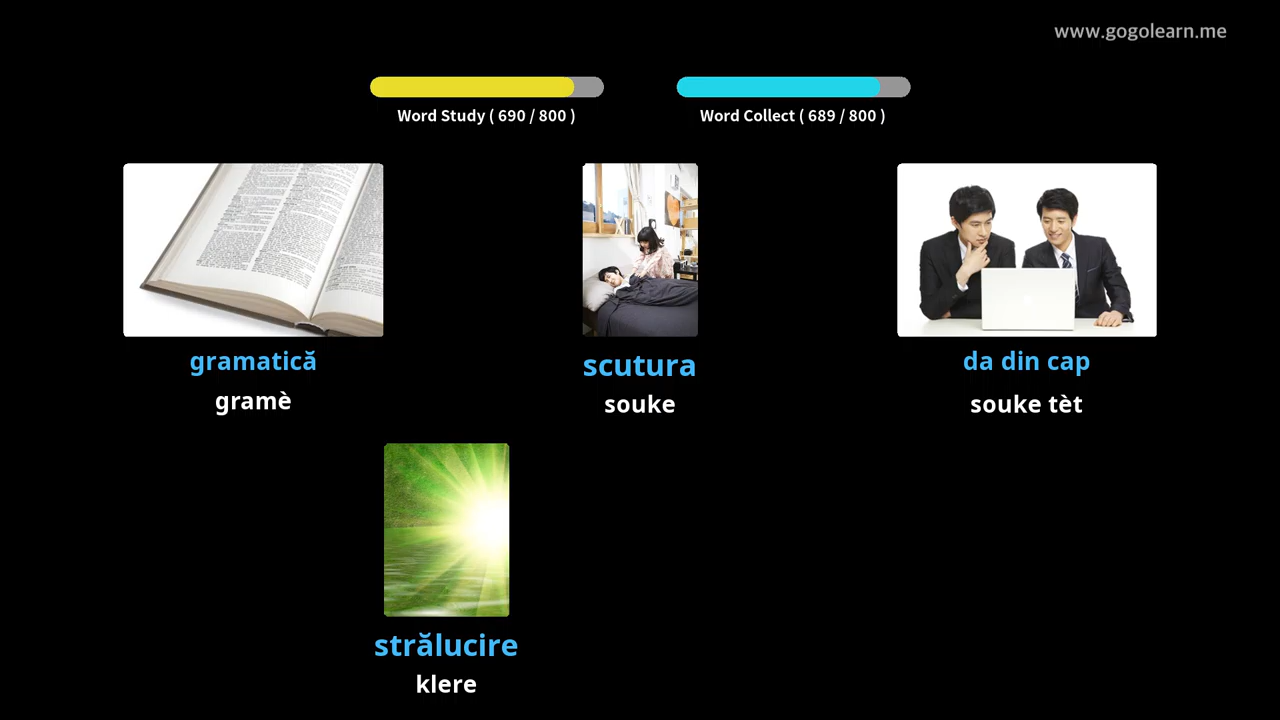 www.gogolearn.me
Word Study ( 690 / 800 )
Word Collect ( 689 / 800 )
gramatică
gramè
scutura
souke
da din cap
souke tèt
strălucire
klere